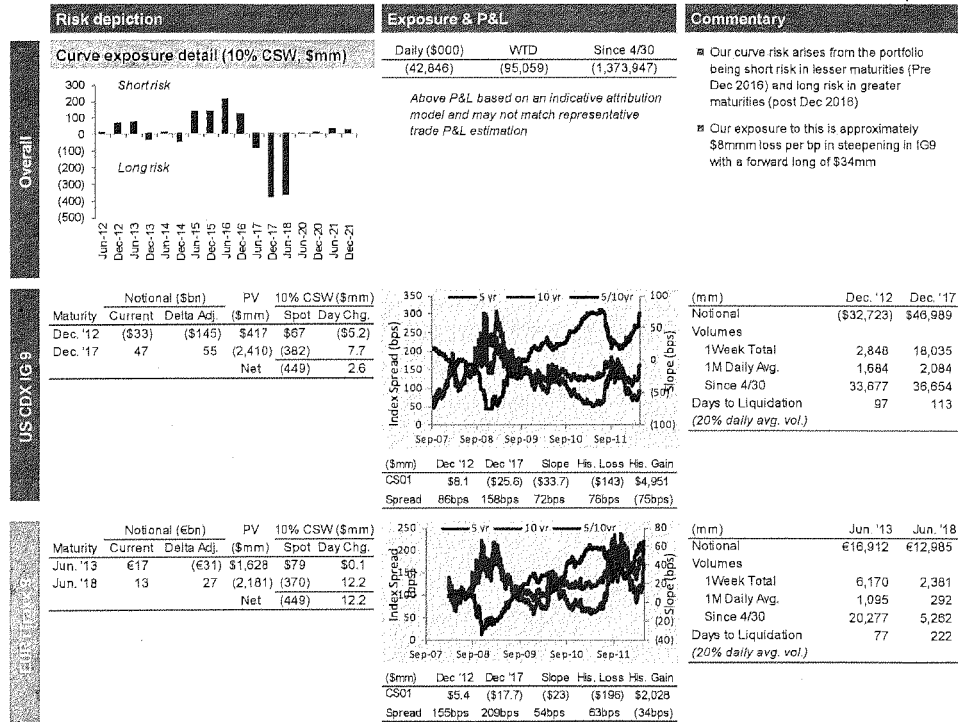 Risk depiction
Exposure & P&L
Commentary
Overall
Curve exposure detail (10% CSW, $mm)
300
200
100
0
(100)
(200)
(300)
(400)
(500)
Short risk
Long risk
Jun-12
Dec-12
Jun-13
Dec-13
Jun-14
Dec-14
Jun-15
Dec-15
Jun-16
Dec-16
Jun-17
Dec-17
Jun-18
Jun-20
Dec-20
Jun-21
Dec-21
Daily ($000) WTD Since 4/30
(42,846) (95,059) (1,373,947)
Above P&L based on an indicative attribution
model and may not match representative
trade P&L estimation
Our curve risk arises from the portfolio
being short risk in lesser maturities (Pre
Dec 2016) and long risk in greater
maturities (post Dec 2016)
Our exposure to this is approximately
$8mmm loss per bp in steepening in IG9
with a forward long of $34mm
US CDX IG9
Notional ($bn) PV 10% CSW ($mm)
Maturity Current Delta Adj. ($mm) Spot Day Chg.
Dec. '12 ($33) ($145) $417 $67 ($5.2)
Dec. '17 47 55 (2,410) (382) 7.7
Net (449) 2.6
5 yr 10 yr 5/10yr
Index Spread (bps)
350
300
250
200
150
100
50
0
100
50
0
(50)
(100)
Slope (bps)
Sep-07 Sep-08 Sep-09 Sep-10 Sep-11
($mm) Dec '12 Dec '17 Slope His. Loss His. Gain
CS01 $8.1 ($25.6) ($33.7) ($143) $4,951
Spread 86bps 158bps 72bps 76bps (75bps)
(mm) Dec. '12 Dec. '17
Notional ($32,723) $46,989
Volumes
1Week Total 2,848 18,035
1M Daily Avg. 1,684 2,084
Since 4/30 33,677 36,654
Days to Liquidation 97 113
(20% daily avg. vol.)
Notional (€bn) PV 10% CSW ($mm)
Maturity Current Delta Adj. ($mm) Spot Day Chg.
Jun. '13 €17 (€31) $1,628 $79 $0.1
Jun. '18 13 27 (2,181) (370) 12.2
Net (449) 12.2
5 yr 10 yr 5/10yr
Index Spread
(bps)
250
200
150
100
50
0
80
60
40
20
0
(20)
(40)
Slope (bps)
Sep-07 Sep-08 Sep-09 Sep-10 Sep-11
($mm) Dec '12 Dec '17 Slope His. Loss His. Gain
CS01 $5.4 ($17.7) ($23) ($196) $2,028
Spread 155bps 209bps 54bps 63bps (34bps)
(mm) Jun. '13 Jun. '18
Notional €16,912 €12,985
Volumes
1Week Total 6,170 2,361
1M Daily Avg. 1,095 292
Since 4/30 20,277 5,262
Days to Liquidation 77 222
(20% daily avg. vol.)